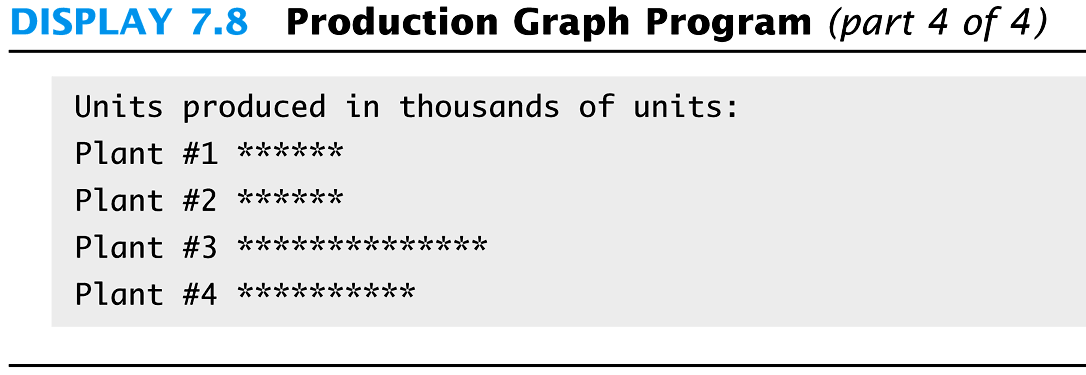 DISPLAY 7.8 Production Graph Program (part 4 of 4)
Units produced in thousands of units:
Plant #1 ******
Plant #2 ******
Plant #3 **************
Plant #4 **********